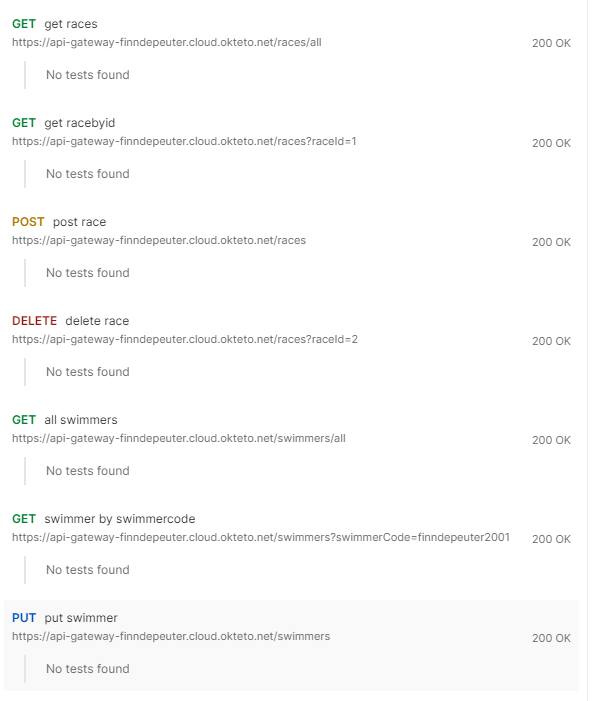 GET get races
https://api-gateway-finndepeuter.cloud.okteto.net/races/all 200 OK
No tests found
GET get racebyid
https://api-gateway-finndepeuter.cloud.okteto.net/races?raceId=1 200 OK
No tests found
POST post race
https://api-gateway-finndepeuter.cloud.okteto.net/races 200 OK
No tests found
DELETE delete race
https://api-gateway-finndepeuter.cloud.okteto.net/races?raceId=2 200 OK
No tests found
GET all swimmers
https://api-gateway-finndepeuter.cloud.okteto.net/swimmers/all 200 OK
No tests found
GET swimmer by swimmercode
https://api-gateway-finndepeuter.cloud.okteto.net/swimmers?swimmerCode=finndepeuter2001 200 OK
No tests found
PUT put swimmer
https://api-gateway-finndepeuter.cloud.okteto.net/swimmers 200 OK
No tests found